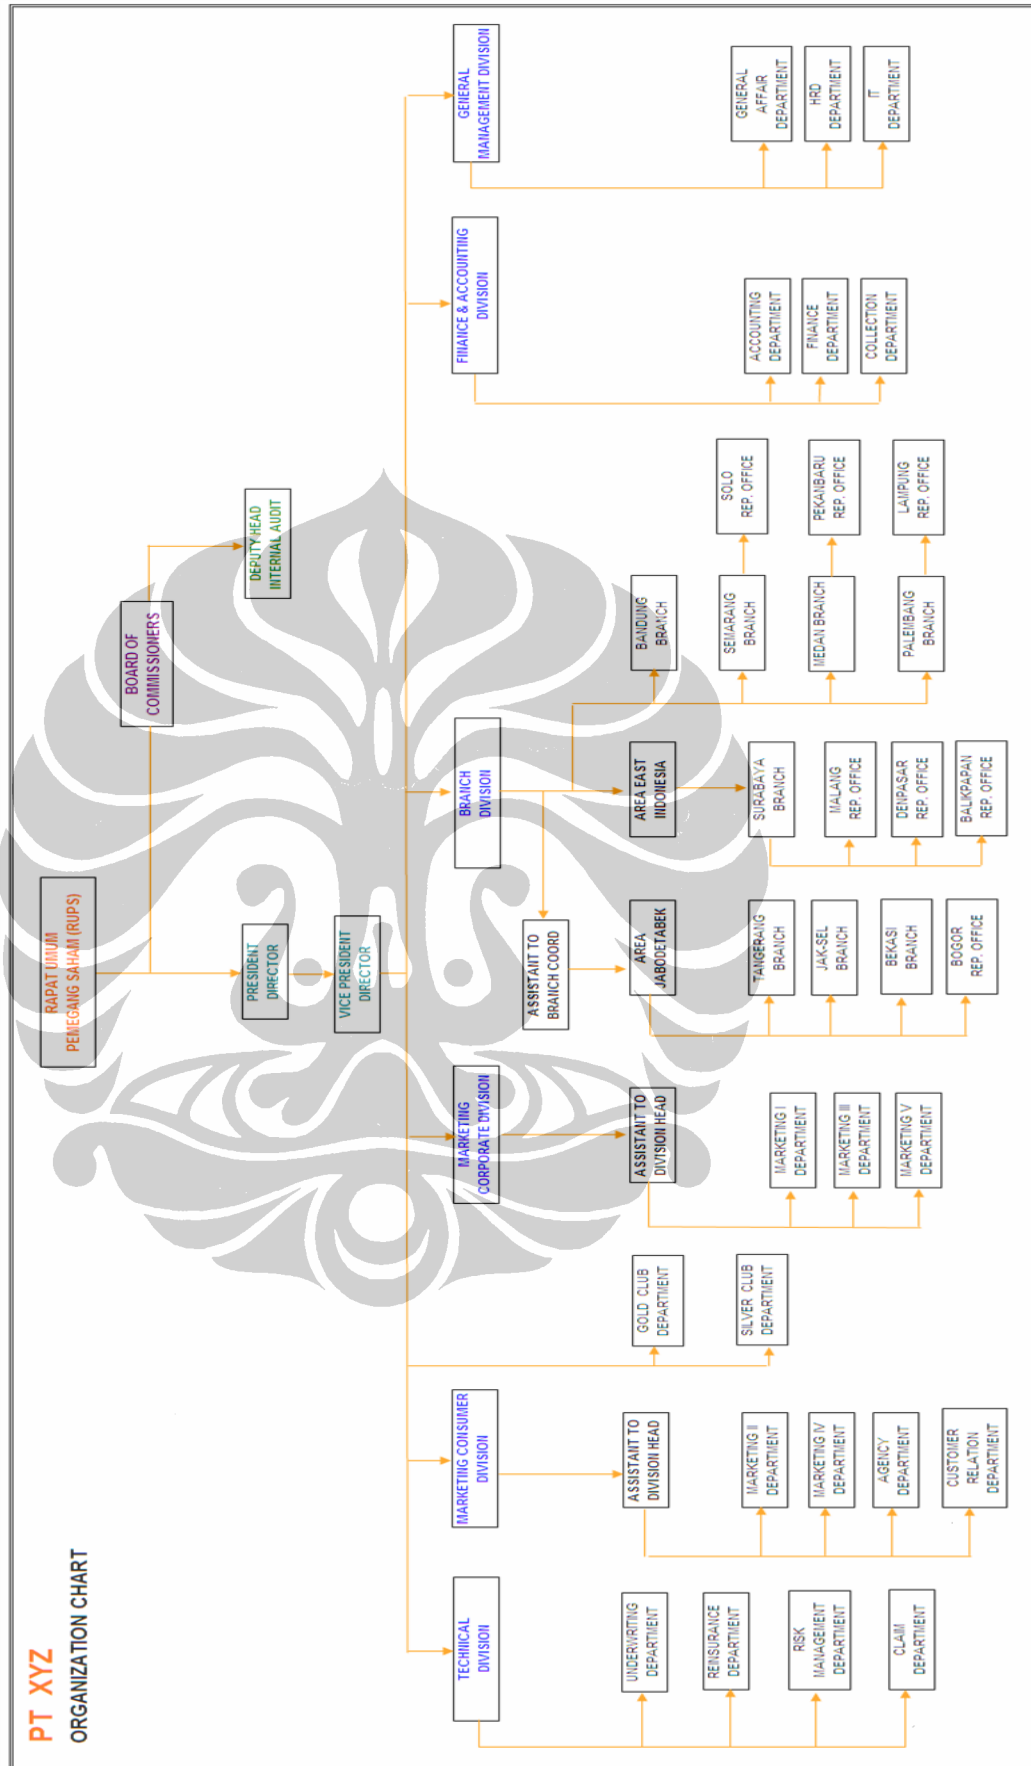 PT XYZ
ORGANIZATION CHART
RAPAT UMUM
PEMEGANG SAHAM (RUPS)
BOARD OF
COMMISSIONERS
PRESIDENT
DIRECTOR
DEPUTY HEAD
INTERNAL AUDIT
VICE PRESIDENT
DIRECTOR
TECHNICAL
DIVISION
MARKETING CONSUMER
DIVISION
MARKETING
CORPORATE DIVISION
BRANCH
DIVISION
FINANCE & ACCOUNTING
DIVISION
GENERAL
MANAGEMENT DIVISION
UNDERWRITING
DEPARTMENT
REINSURANCE
DEPARTMENT
RISK
MANAGEMENT
DEPARTMENT
CLAIM
DEPARTMENT
ASSISTANT TO
DIVISION HEAD
MARKETING II
DEPARTMENT
MARKETING IV
DEPARTMENT
AGENCY
DEPARTMENT
CUSTOMER
RELATION
DEPARTMENT
GOLD CLUB
DEPARTMENT
SILVER CLUB
DEPARTMENT
ASSISTANT TO
DIVISION HEAD
MARKETING I
DEPARTMENT
MARKETING III
DEPARTMENT
MARKETING V
DEPARTMENT
ASSISTANT TO
BRANCH COORD
AREA
JABODETABEK
TANGERANG
BRANCH
JAK-SEL
BRANCH
BEKASI
BRANCH
BOGOR
REP. OFFICE
AREA EAST
INDONESIA
SURABAYA
BRANCH
MALANG
REP. OFFICE
DENPASAR
REP. OFFICE
BALIKPAPAN
REP. OFFICE
BANDUNG
BRANCH
SEMARANG
BRANCH
SOLO
REP. OFFICE
MEDAN BRANCH
PEKANBARU
REP. OFFICE
PALEMBANG
BRANCH
LAMPUNG
REP. OFFICE
ACCOUNTING
DEPARTMENT
FINANCE
DEPARTMENT
COLLECTION
DEPARTMENT
GENERAL
AFFAIR
DEPARTMENT
HRD
DEPARTMENT
IT
DEPARTMENT